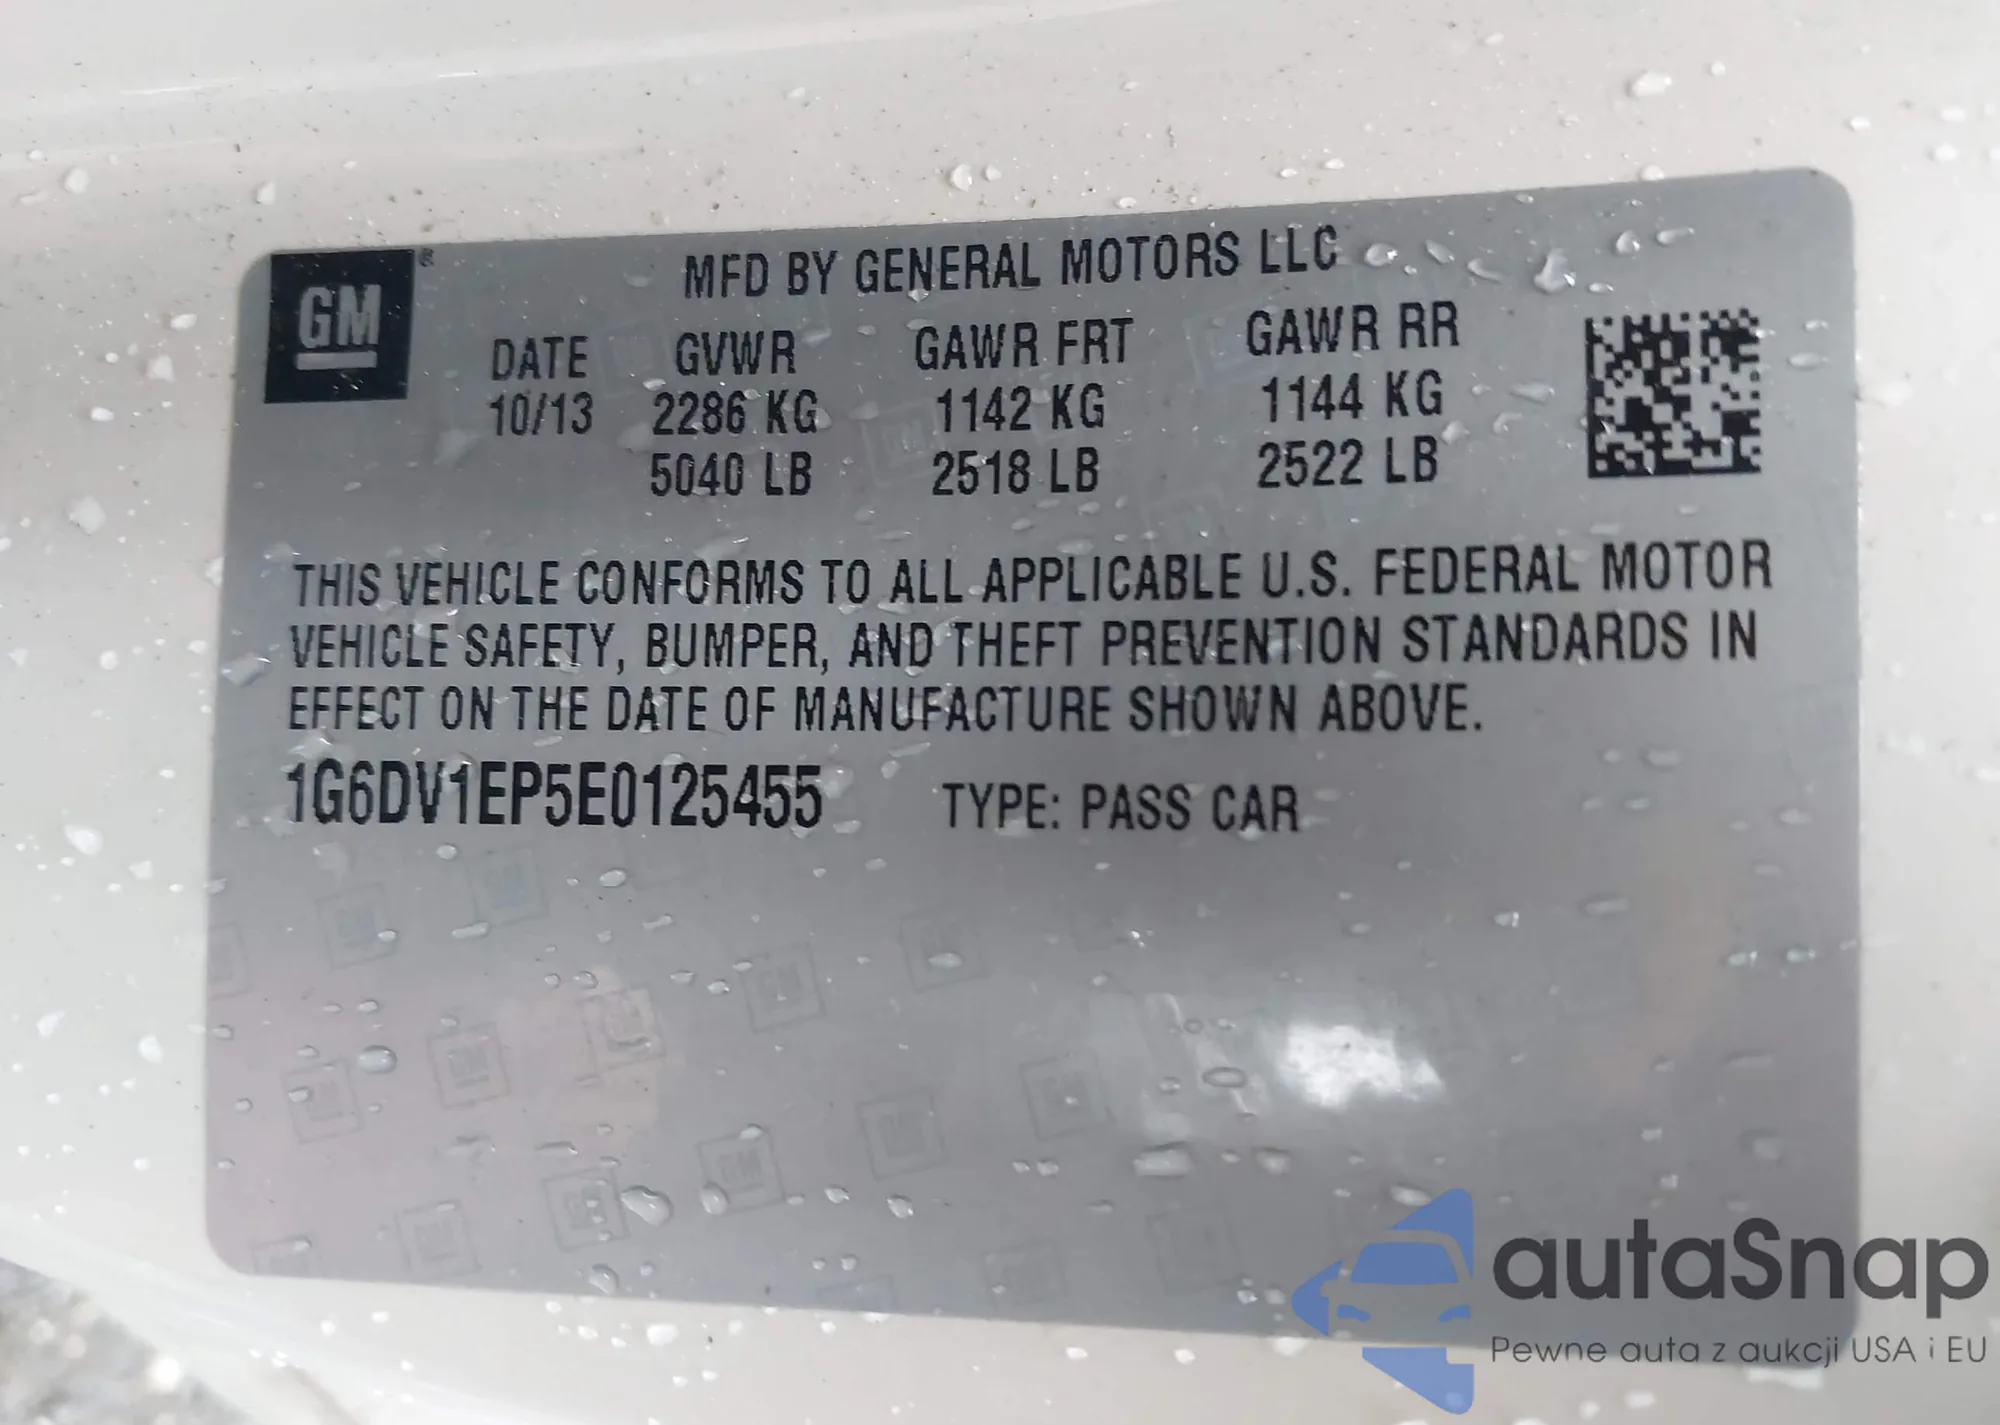 GM®
MFD BY GENERAL MOTORS LLC
DATE GVWR GAWR FRT GAWR RR
10/13 2286 KG 1142 KG 1144 KG
5040 LB 2518 LB 2522 LB
THIS VEHICLE CONFORMS TO ALL APPLICABLE U.S. FEDERAL MOTOR
VEHICLE SAFETY, BUMPER, AND THEFT PREVENTION STANDARDS IN
EFFECT ON THE DATE OF MANUFACTURE SHOWN ABOVE.
1G6DV1EP5E0125455 TYPE: PASS CAR
autaSnap
Pewne auta z aukcji USA i EU